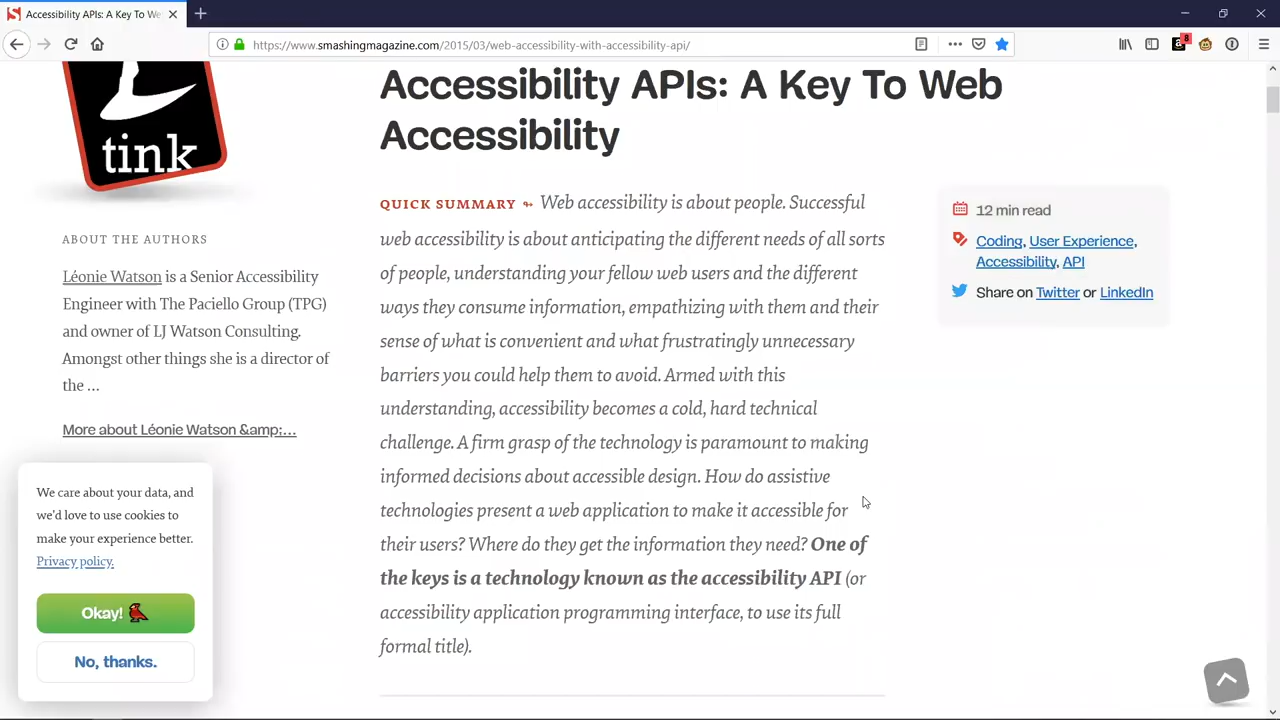 Accessibility APIs: A Key To We
https://www.smashingmagazine.com/2015/03/web-accessibility-with-accessibility-api/
8
tink
ABOUT THE AUTHORS
Léonie Watson is a Senior Accessibility
Engineer with The Paciello Group (TPG)
and owner of LJ Watson Consulting.
Amongst other things she is a director of
the ...
More about Léonie Watson &amp;...
Accessibility APIs: A Key To Web
Accessibility
QUICK SUMMARY ↬ Web accessibility is about people. Successful
web accessibility is about anticipating the different needs of all sorts
of people, understanding your fellow web users and the different
ways they consume information, empathizing with them and their
sense of what is convenient and what frustratingly unnecessary
barriers you could help them to avoid. Armed with this
understanding, accessibility becomes a cold, hard technical
challenge. A firm grasp of the technology is paramount to making
informed decisions about accessible design. How do assistive
technologies present a web application to make it accessible for
their users? Where do they get the information they need? One of
the keys is a technology known as the accessibility API (or
accessibility application programming interface, to use its full
formal title).
12 min read
Coding, User Experience,
Accessibility, API
Share on Twitter or LinkedIn
We care about your data, and
we'd love to use cookies to
make your experience better.
Privacy policy.
Okay!
No, thanks.